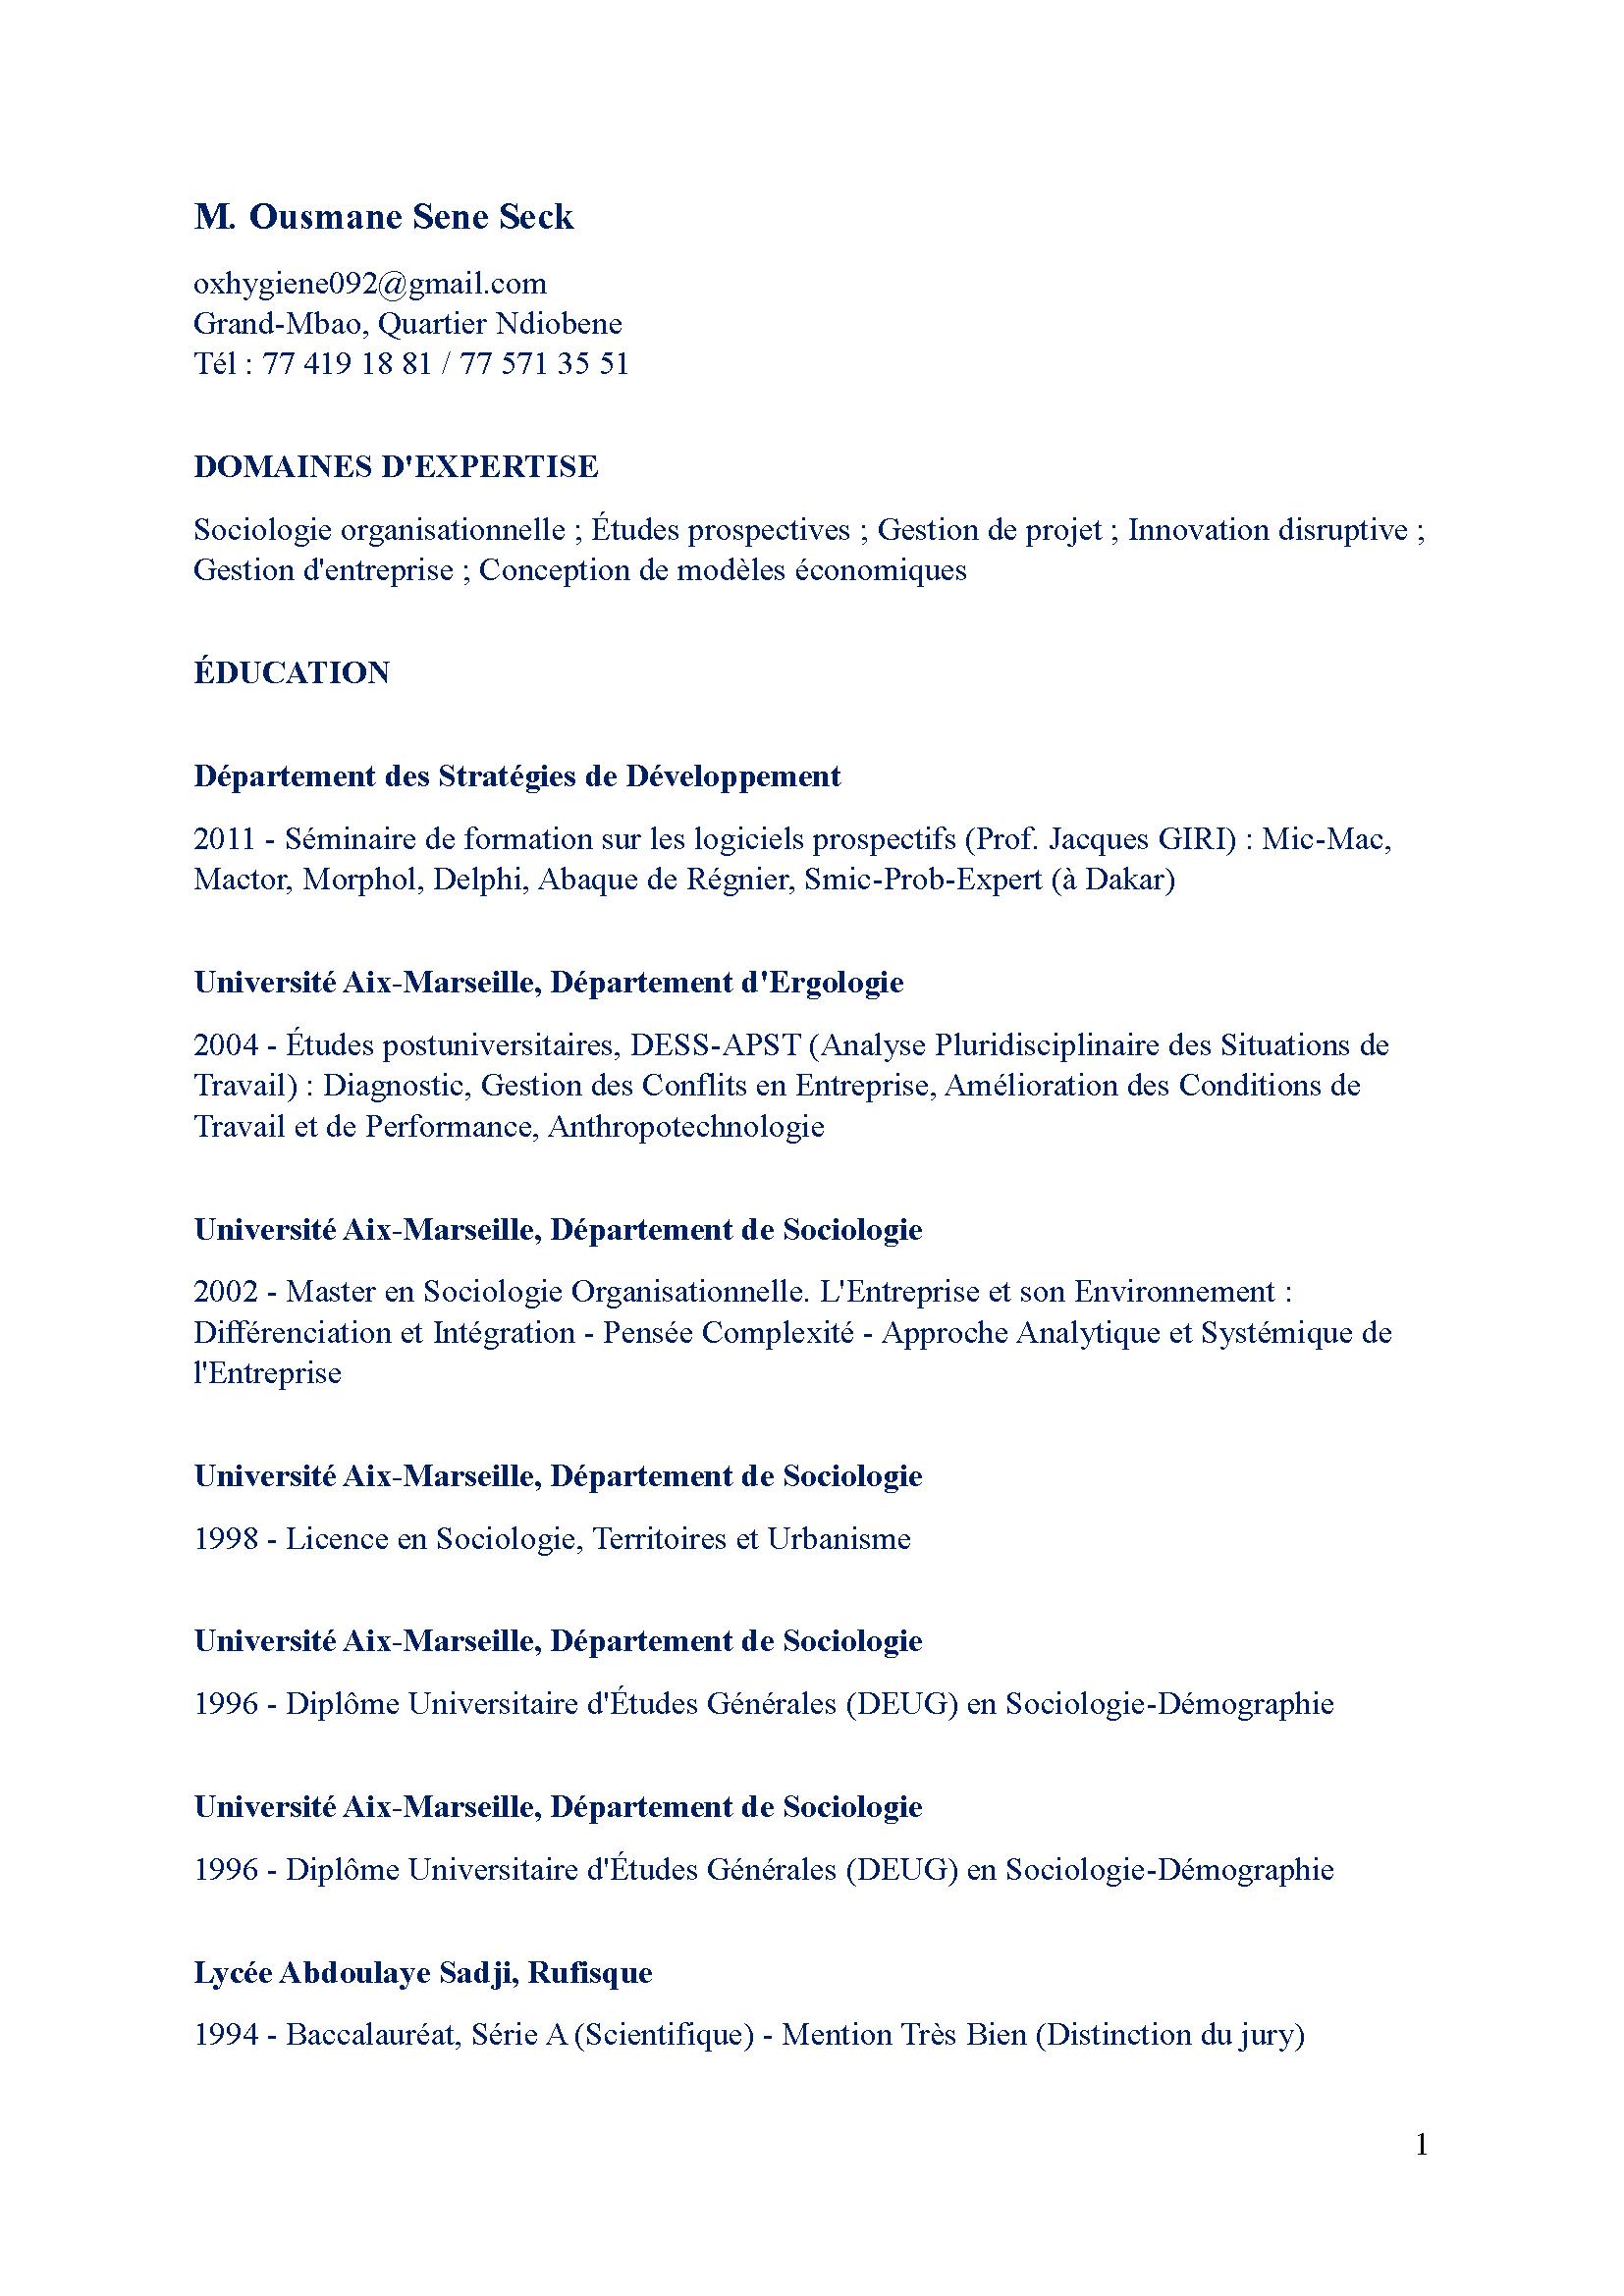 M. Ousmane Sene Seck
oxhygiene092@gmail.com
Grand-Mbao, Quartier Ndiobene
Tél : 77 419 18 81 / 77 571 35 51
DOMAINES D'EXPERTISE
Sociologie organisationnelle ; Études prospectives ; Gestion de projet ; Innovation disruptive ;
Gestion d'entreprise ; Conception de modèles économiques
ÉDUCATION
Département des Stratégies de Développement
2011 - Séminaire de formation sur les logiciels prospectifs (Prof. Jacques GIRI) : Mic-Mac,
Mactor, Morphol, Delphi, Abaque de Régnier, Smic-Prob-Expert (à Dakar)
Université Aix-Marseille, Département d'Ergologie
2004 - Études postuniversitaires, DESS-APST (Analyse Pluridisciplinaire des Situations de
Travail) : Diagnostic, Gestion des Conflits en Entreprise, Amélioration des Conditions de
Travail et de Performance, Anthropotechnologie
Université Aix-Marseille, Département de Sociologie
2002 - Master en Sociologie Organisationnelle. L'Entreprise et son Environnement :
Différenciation et Intégration - Pensée Complexité - Approche Analytique et Systémique de
l'Entreprise
Université Aix-Marseille, Département de Sociologie
1998 - Licence en Sociologie, Territoires et Urbanisme
Université Aix-Marseille, Département de Sociologie
1996 - Diplôme Universitaire d'Études Générales (DEUG) en Sociologie-Démographie
Université Aix-Marseille, Département de Sociologie
1996 - Diplôme Universitaire d'Études Générales (DEUG) en Sociologie-Démographie
Lycée Abdoulaye Sadji, Rufisque
1994 - Baccalauréat, Série A (Scientifique) - Mention Très Bien (Distinction du jury)
1